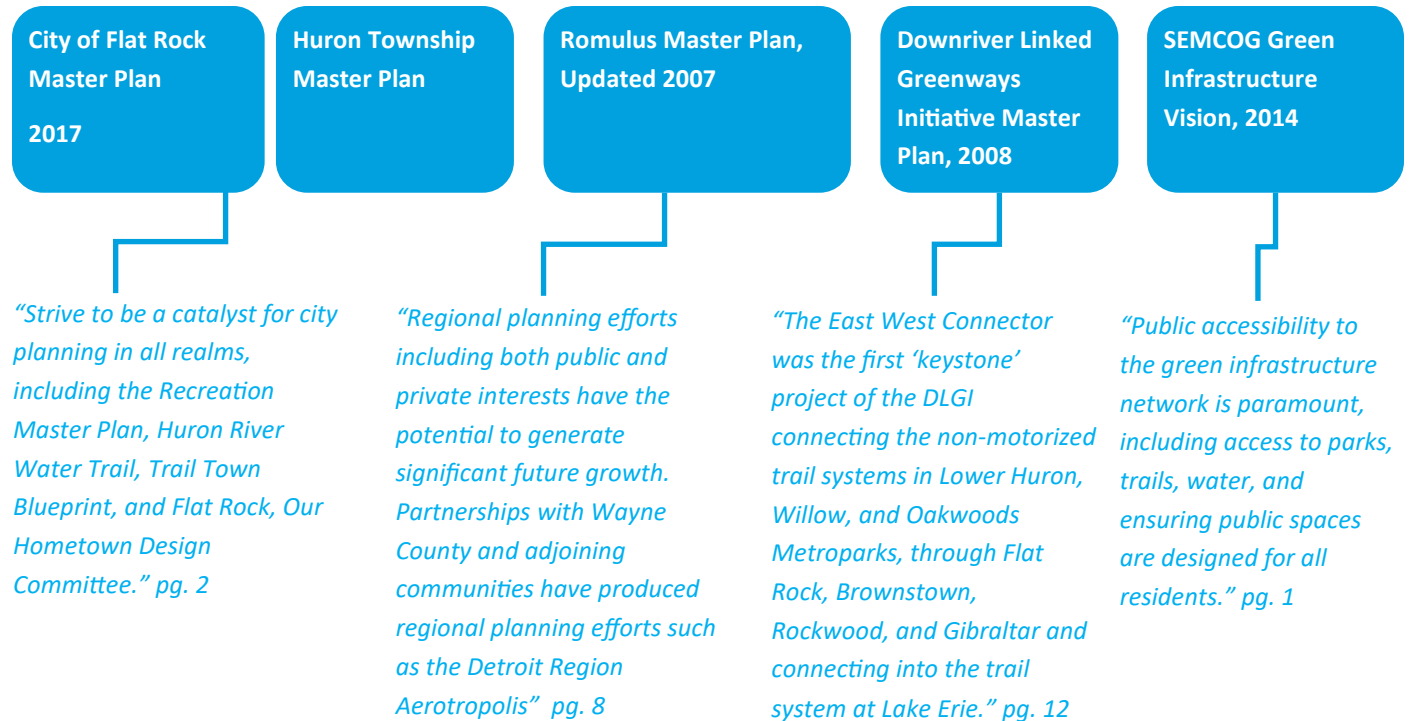 City of Flat Rock
Master Plan
2017
Huron Township
Master Plan
Romulus Master Plan,
Updated 2007
Downriver Linked
Greenways
Initiative Master
Plan, 2008
SEMCOG Green
Infrastructure
Vision, 2014
“Strive to be a catalyst for city
planning in all realms,
including the Recreation
Master Plan, Huron River
Water Trail, Trail Town
Blueprint, and Flat Rock, Our
Hometown Design
Committee.” pg. 2
“Regional planning efforts
including both public and
private interests have the
potential to generate
significant future growth.
Partnerships with Wayne
County and adjoining
communities have produced
regional planning efforts such
as the Detroit Region
Aerotropolis” pg. 8
“The East West Connector
was the first ‘keystone’
project of the DLGI
connecting the non-motorized
trail systems in Lower Huron,
Willow, and Oakwoods
Metroparks, through Flat
Rock, Brownstown,
Rockwood, and Gibraltar and
connecting into the trail
system at Lake Erie.” pg. 12
“Public accessibility to
the green infrastructure
network is paramount,
including access to parks,
trails, water, and
ensuring public spaces
are designed for all
residents.” pg. 1